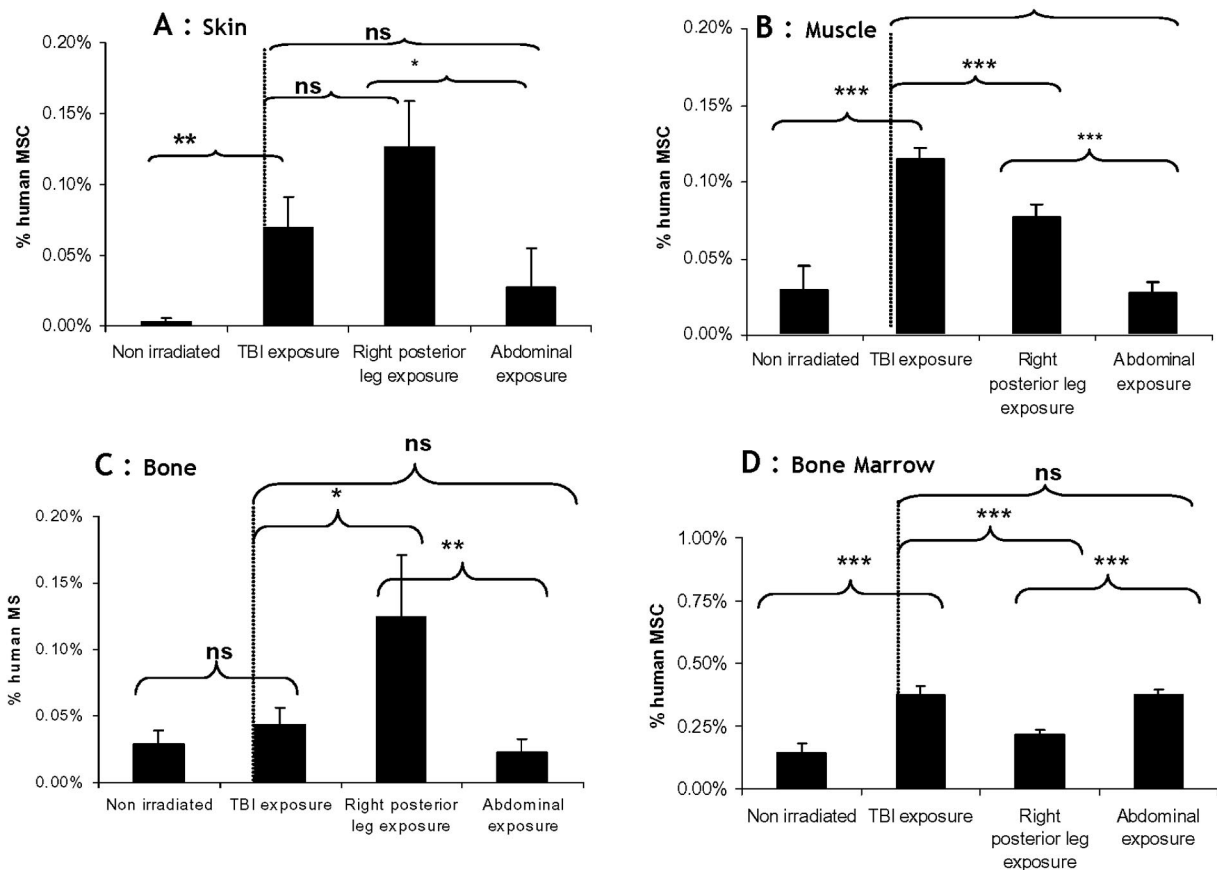 A : Skin
% human MSC
0.20%
0.15%
0.10%
0.05%
0.00%
ns
*
ns
**
Non irradiated
TBI exposure
Right posterior
leg exposure
Abdominal
exposure
B : Muscle
% human MSC
0.20%
0.15%
0.10%
0.05%
0.00%
***
***
***
Non irradiated
TBI exposure
Right
posterior leg
exposure
Abdominal
exposure
C : Bone
% human MS
0.20%
0.15%
0.10%
0.05%
0.00%
ns
*
**
ns
Non irradiated
TBI exposure
Right posterior
leg exposure
Abdominal
exposure
D : Bone Marrow
% human MSC
1.00%
0.75%
0.50%
0.25%
0.00%
ns
***
***
***
Non irradiated
TBI exposure
Right
posterior leg
exposure
Abdominal
exposure